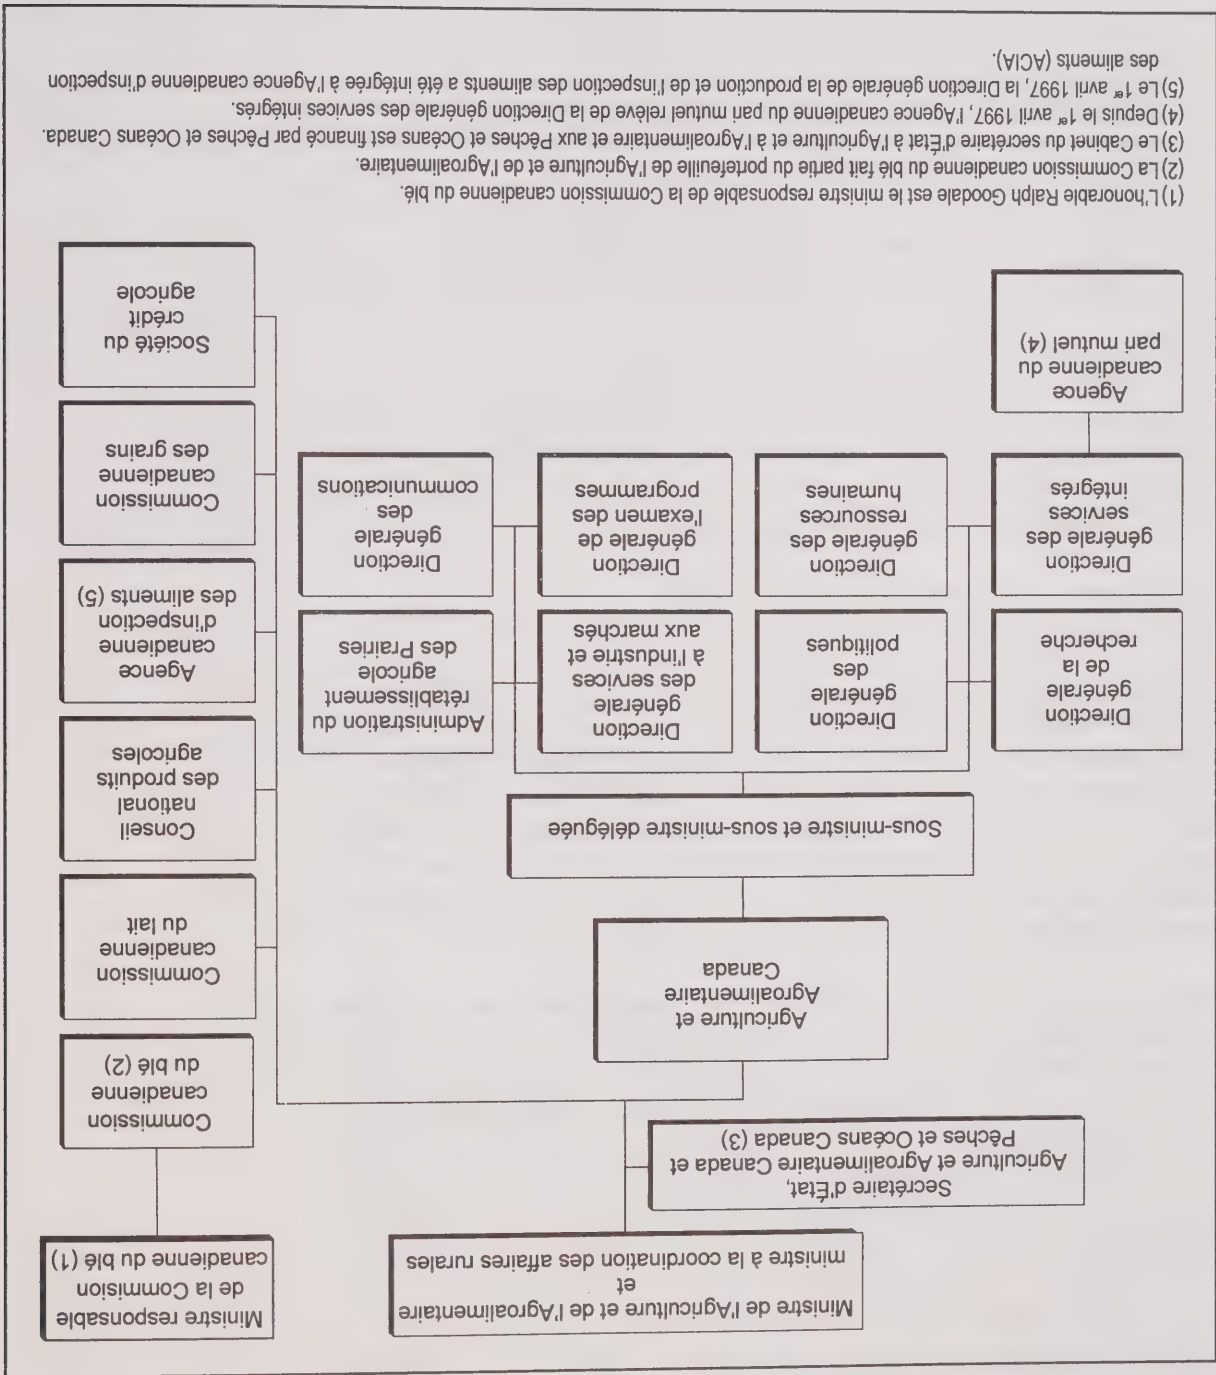 Ministre de l'Agriculture et de l'Agroalimentaire
et
ministre à la coordination des affaires rurales
Ministre responsable
de la Commision
canadienne du blé (1)
Secrétaire d'État,
Agriculture et Agroalimentaire Canada et
Pêches et Océans Canada (3)
Commission
canadienne
du blé (2)
Agriculture et
Agroalimentaire
Canada
Commission
canadienne
du lait
Sous-ministre et sous-ministre déléguée
Conseil
national
des produits
agricoles
Direction
générale
de la
recherche
Direction
générale
des
politiques
Direction
générale
des services
à l'industrie et
aux marchés
Administration du
rétablissement
agricole
des Prairies
Agence
canadienne
d'inspection
des aliments (5)
Direction
générale des
services
intégrés
Direction
générale des
ressources
humaines
Direction
générale de
l'examen des
programmes
Direction
générale
des
communications
Commission
canadienne
des grains
Agence
canadienne du
pari mutuel (4)
Société du
crédit
agricole
(1) L'honorable Ralph Goodale est le ministre responsable de la Commission canadienne du blé.
(2) La Commission canadienne du blé fait partie du portefeuille de l'Agriculture et de l'Agroalimentaire.
(3) Le Cabinet du secrétaire d'État à l'Agriculture et à l'Agroalimentaire et aux Pêches et Océans est financé par Pêches et Océans Canada.
(4) Depuis le 1er avril 1997, l'Agence canadienne du pari mutuel relève de la Direction générale des services intégrés.
(5) Le 1er avril 1997, la Direction générale de la production et de l'inspection des aliments a été intégrée à l'Agence canadienne d'inspection
des aliments (ACIA).